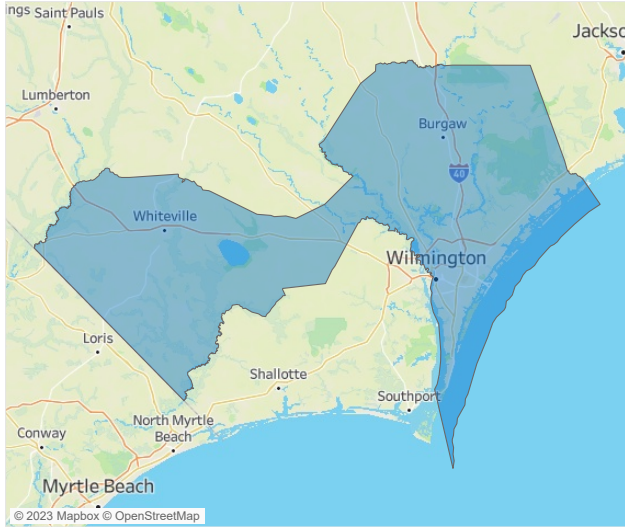 ngs
Saint Pauls
Jackso
Lumberton
Burgaw
40
Whiteville
Wilmington
Loris
Shallotte
Southport
North Myrtle
Beach
Conway
Myrtle Beach
© 2023 Mapbox © OpenStreetMap